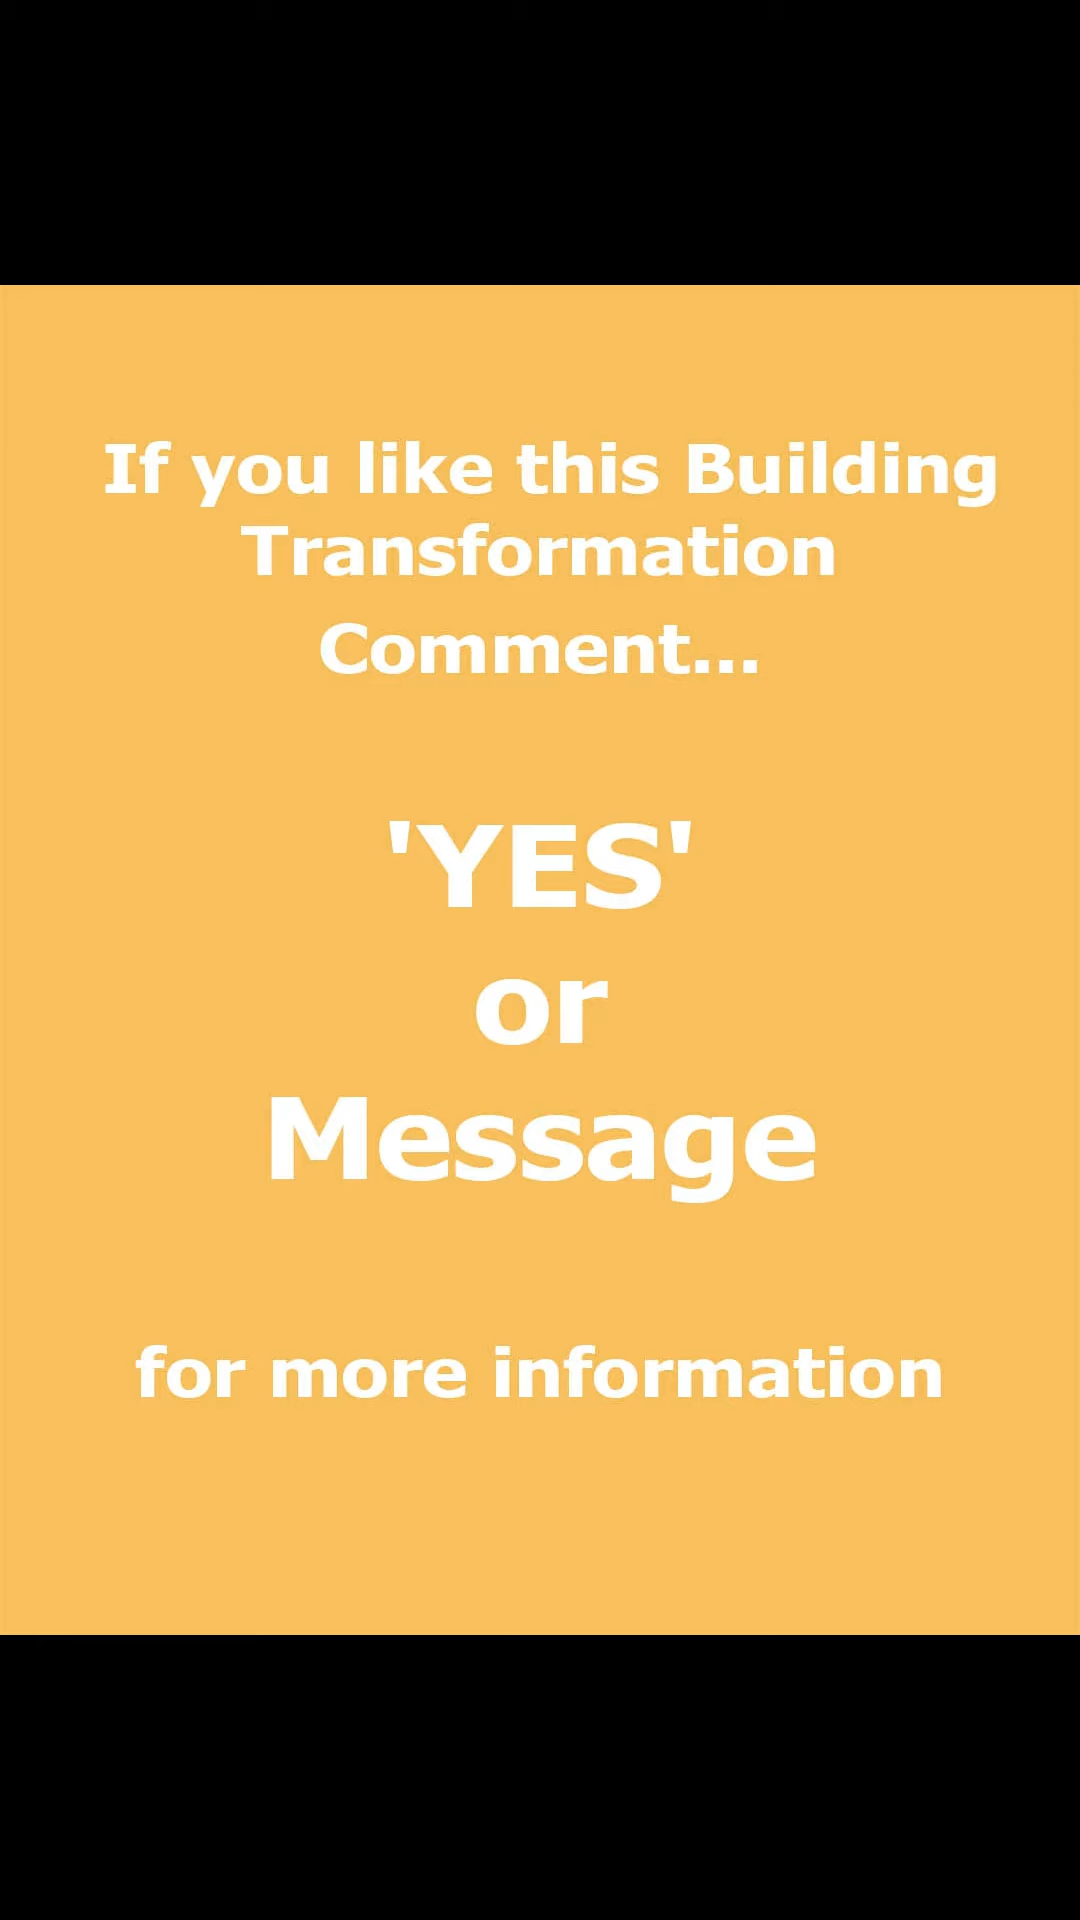 If you like this Building
Transformation
Comment...
'YES'
or
Message
for more information